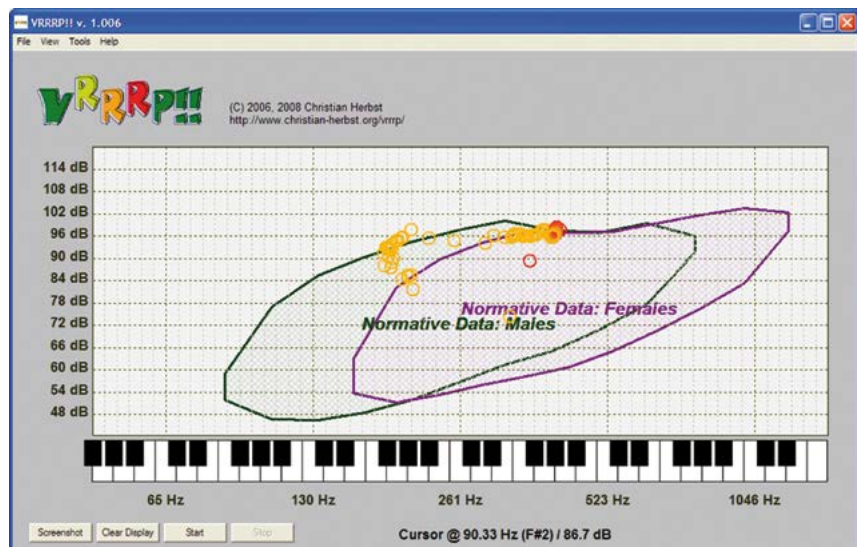 VRRRP!! v. 1.006
File View Tools Help
VRRRP!!
(C) 2006, 2008 Christian Herbst
http://www.christian-herbst.org/vrrp/
114 dB
108 dB
102 dB
96 dB
90 dB
84 dB
78 dB
72 dB
66 dB
60 dB
54 dB
48 dB
Normative Data: Females
Normative Data: Males
65 Hz 130 Hz 261 Hz 523 Hz 1046 Hz
Screenshot Clear Display Start Stop Cursor @ 90.33 Hz (F#2) / 86.7 dB